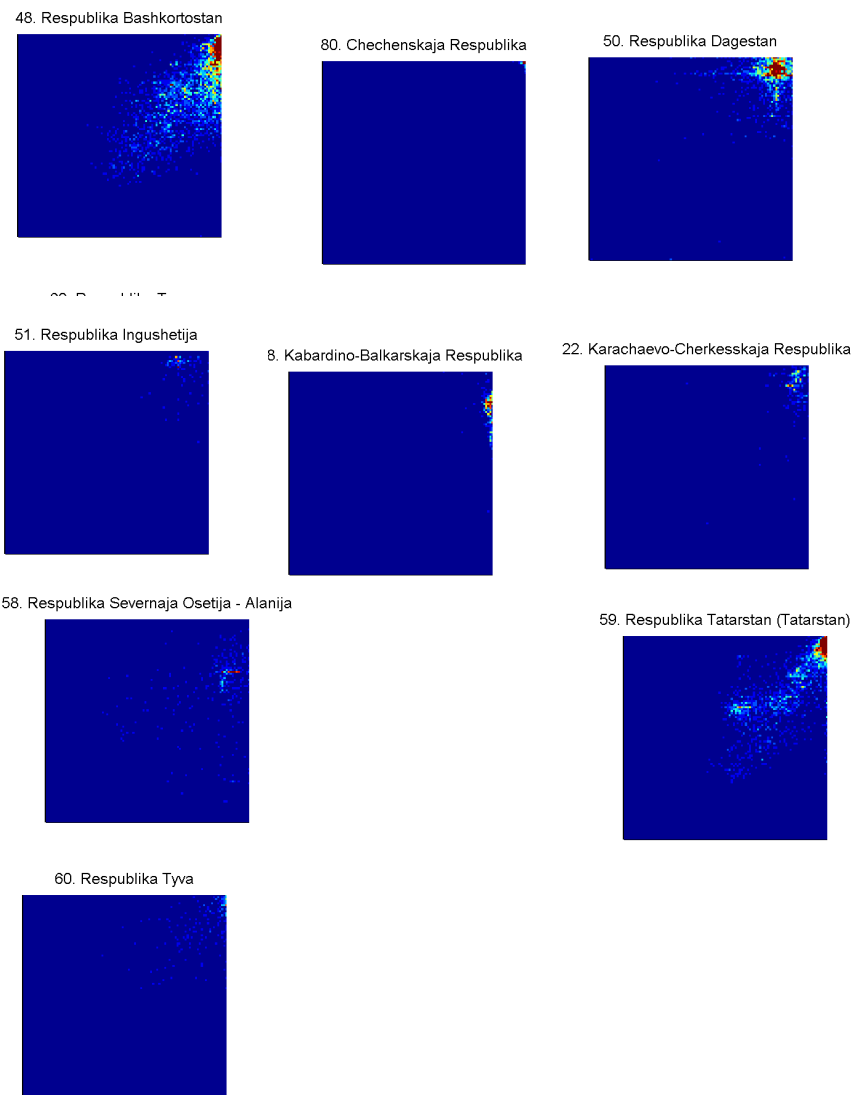 48. Respublika Bashkortostan
80. Chechenskaja Respublika
50. Respublika Dagestan
51. Respublika Ingushetija
8. Kabardino-Balkarskaja Respublika
22. Karachaevo-Cherkesskaja Respublika
58. Respublika Severnaja Osetija - Alanija
59. Respublika Tatarstan (Tatarstan)
60. Respublika Tyva